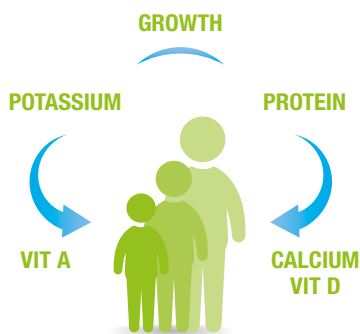 GROWTH
POTASSIUM
PROTEIN
VIT A
CALCIUM
VIT D